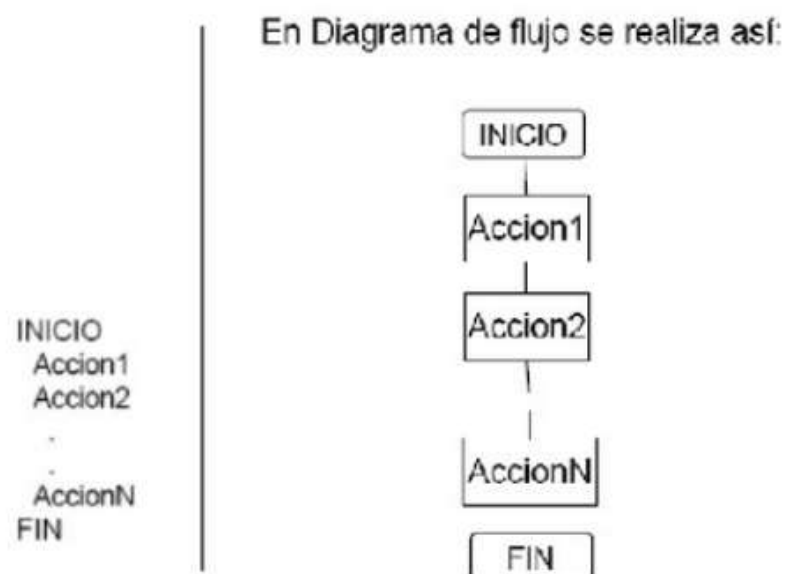 En Diagrama de flujo se realiza así:
INICIO
Accion1
Accion2
.
.
AccionN
FIN
INICIO
Accion1
Accion2
AccionN
FIN